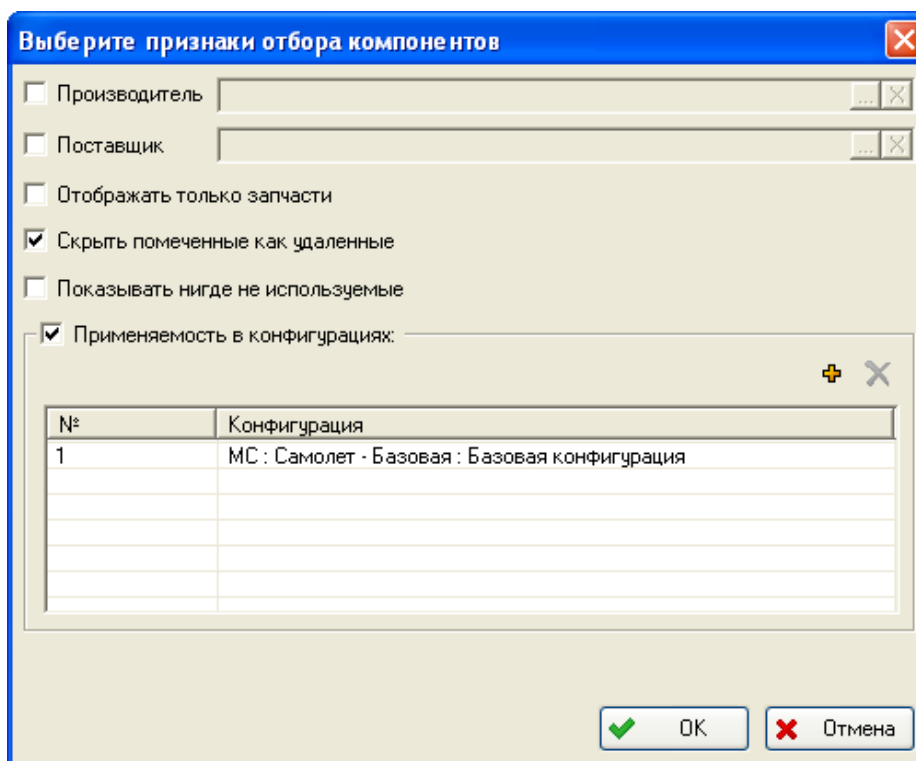 Выберите признаки отбора компонентов
Производитель ...
Поставщик ...
Отображать только запчасти
Скрыть помеченные как удаленные
Показывать нигде не используемые
Применяемость в конфигурациях:
№ Конфигурация
1 МС : Самолет - Базовая : Базовая конфигурация
OK Отмена